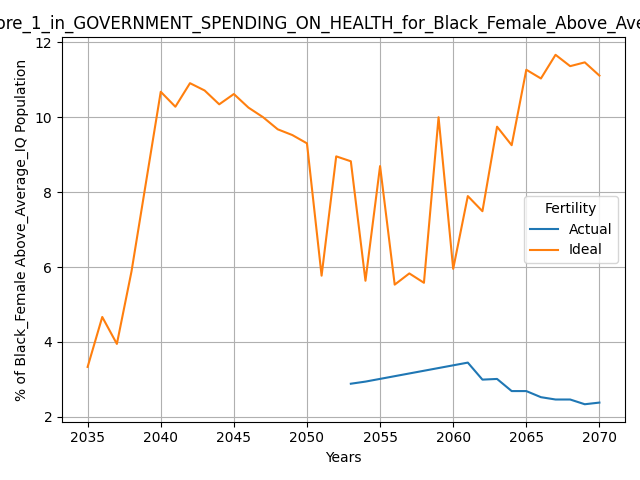 ore_1_in_GOVERNMENT_SPENDING_ON_HEALTH_for_Black_Female_Above_Ave
12
10
8
6
4
2
% of Black_Female Above_Average_IQ Population
Fertility
Actual
Ideal
2035 2040 2045 2050 2055 2060 2065 2070
Years